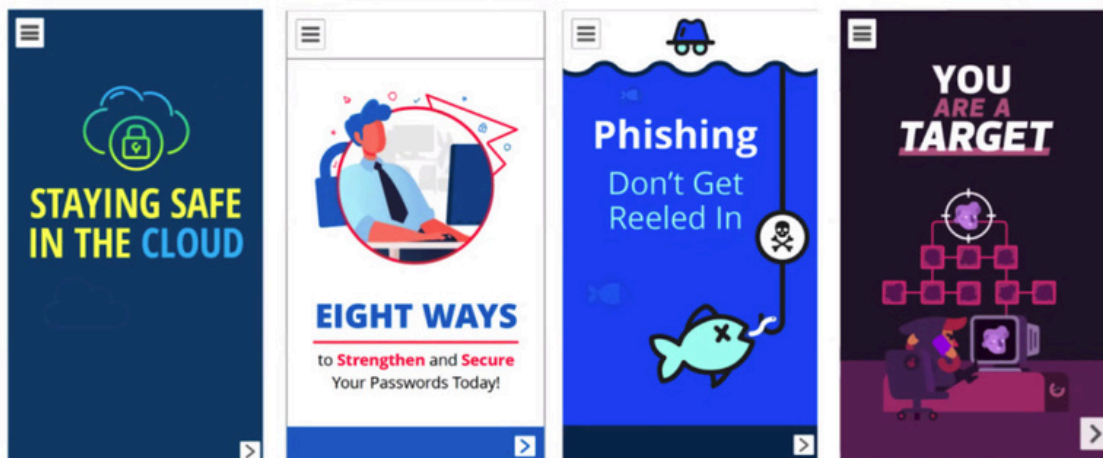 STAYING SAFE
IN THE CLOUD
EIGHT WAYS
to Strengthen and Secure
Your Passwords Today!
Phishing
Don't Get
Reeled In
YOU
ARE A
TARGET